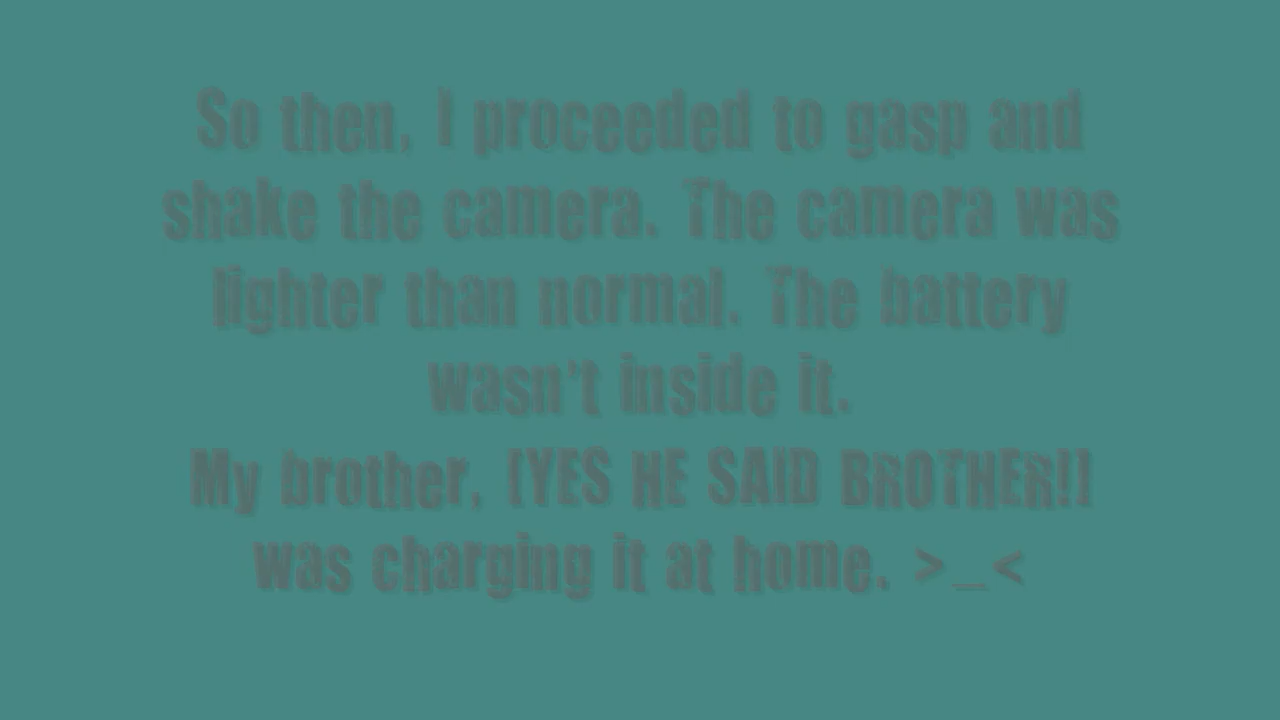 So then, I proceeded to gasp and
shake the camera. The camera was
lighter than normal. The battery
wasn't inside it.
My brother, [YES HE SAID BROTHER!]
was charging it at home. >_<